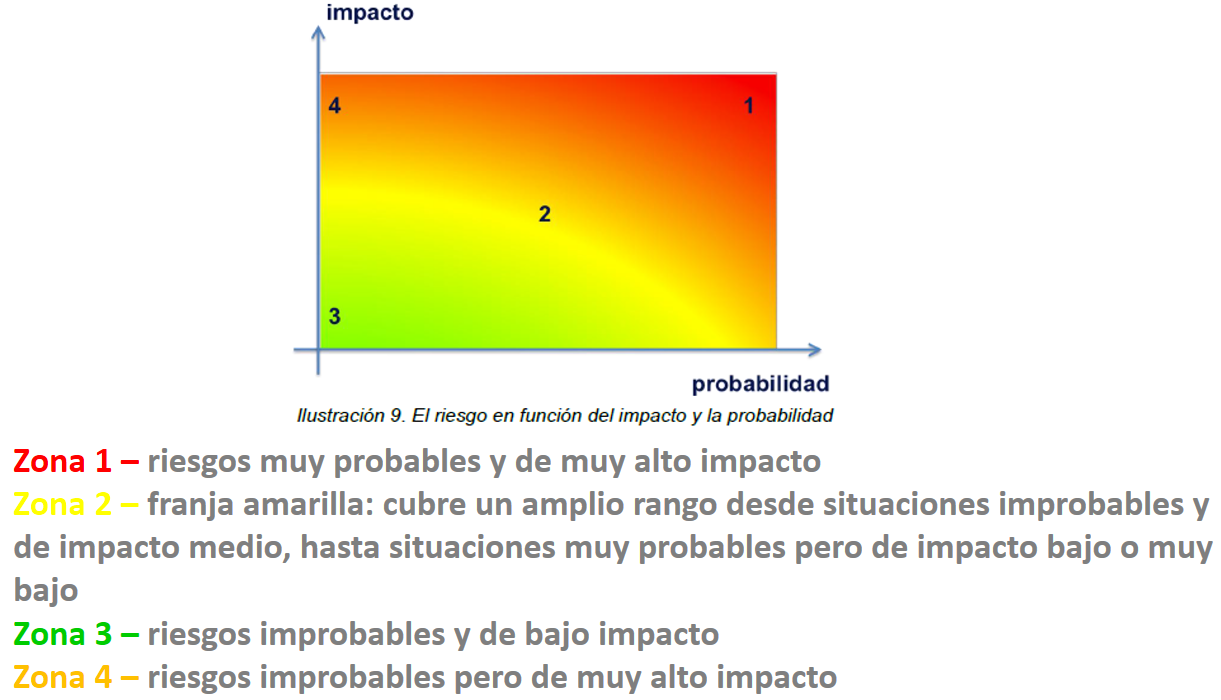 impacto
4
1
2
3
probabilidad
Ilustración 9. El riesgo en función del impacto y la probabilidad
Zona 1 – riesgos muy probables y de muy alto impacto
Zona 2 – franja amarilla: cubre un amplio rango desde situaciones improbables y
de impacto medio, hasta situaciones muy probables pero de impacto bajo o muy
bajo
Zona 3 – riesgos improbables y de bajo impacto
Zona 4 – riesgos improbables pero de muy alto impacto